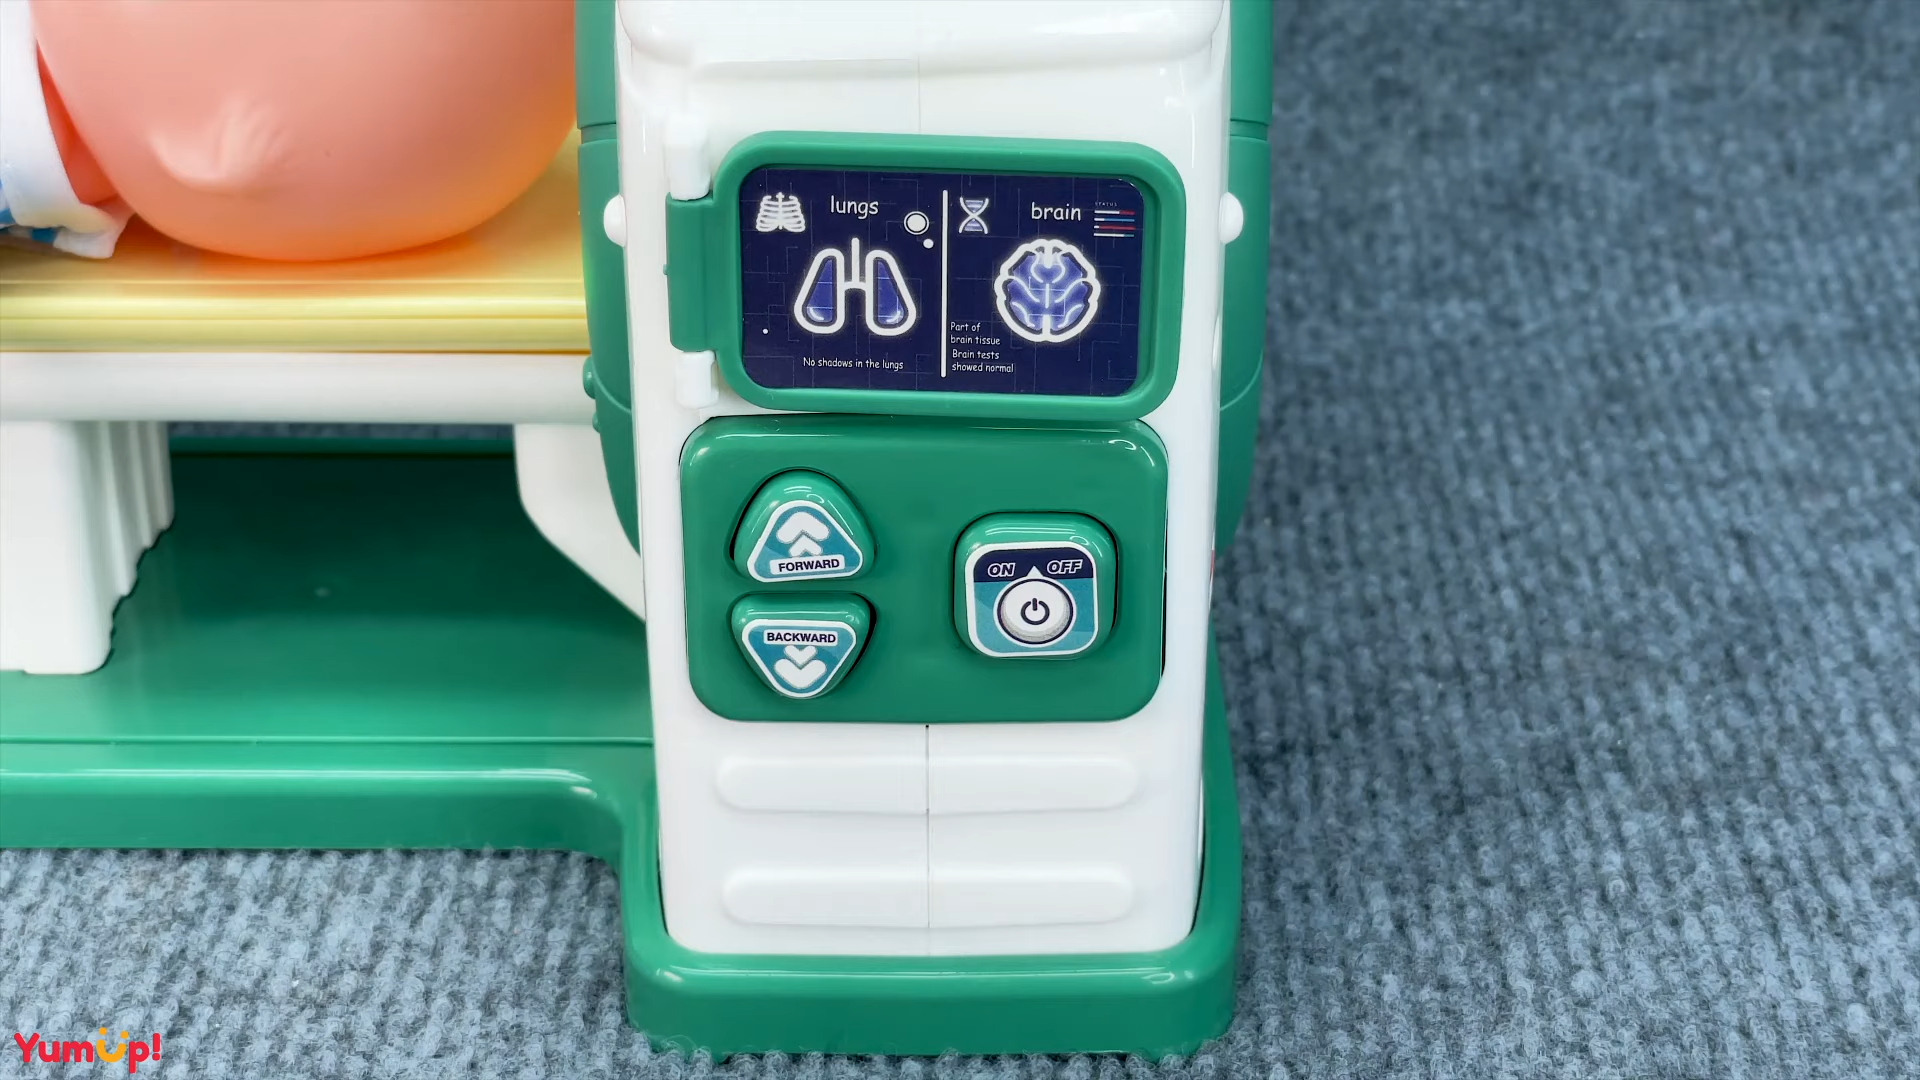 lungs
No shadows in the lungs
brain
STATUS
Part of
brain tissue
Brain tests
showed normal
FORWARD
BACKWARD
ON OFF
YumUp!